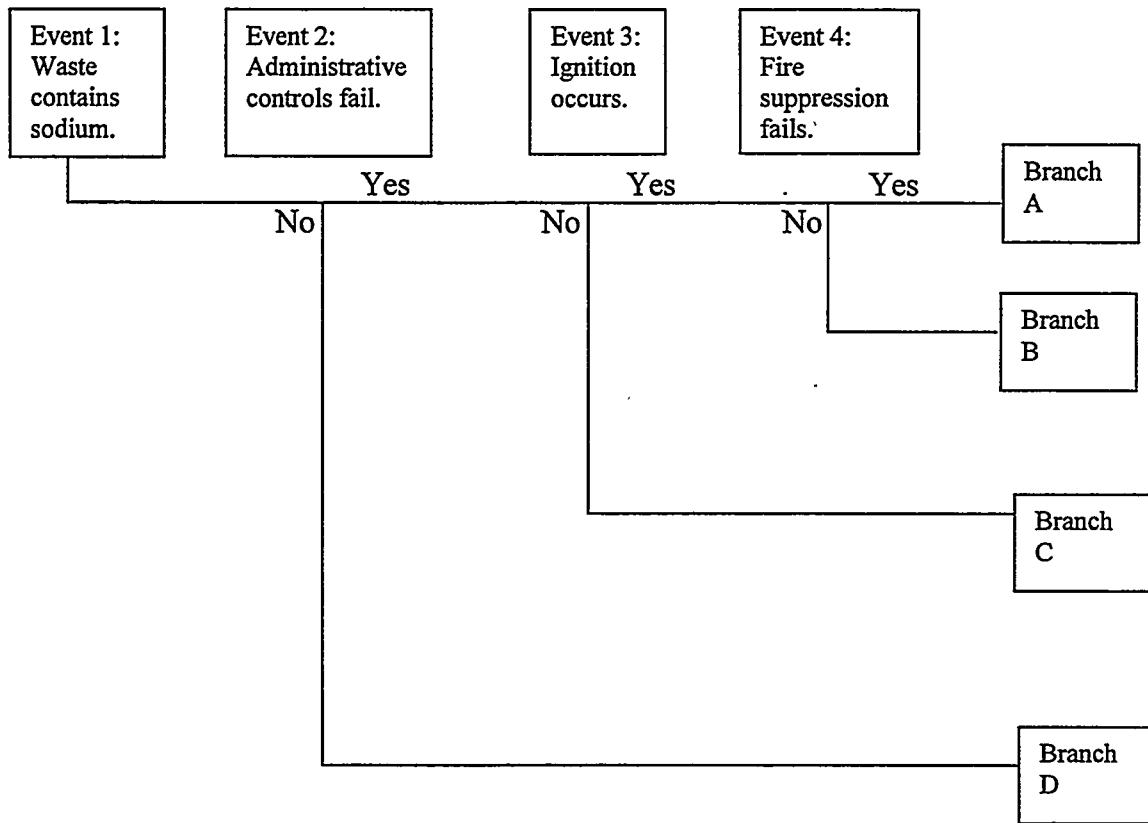 Event 1:
Waste
contains
sodium.
Event 2:
Administrative
controls fail.
Event 3:
Ignition
occurs.
Event 4:
Fire
suppression
fails.
Yes
Yes
Yes
No
No
No
Branch
A
Branch
B
Branch
C
Branch
D